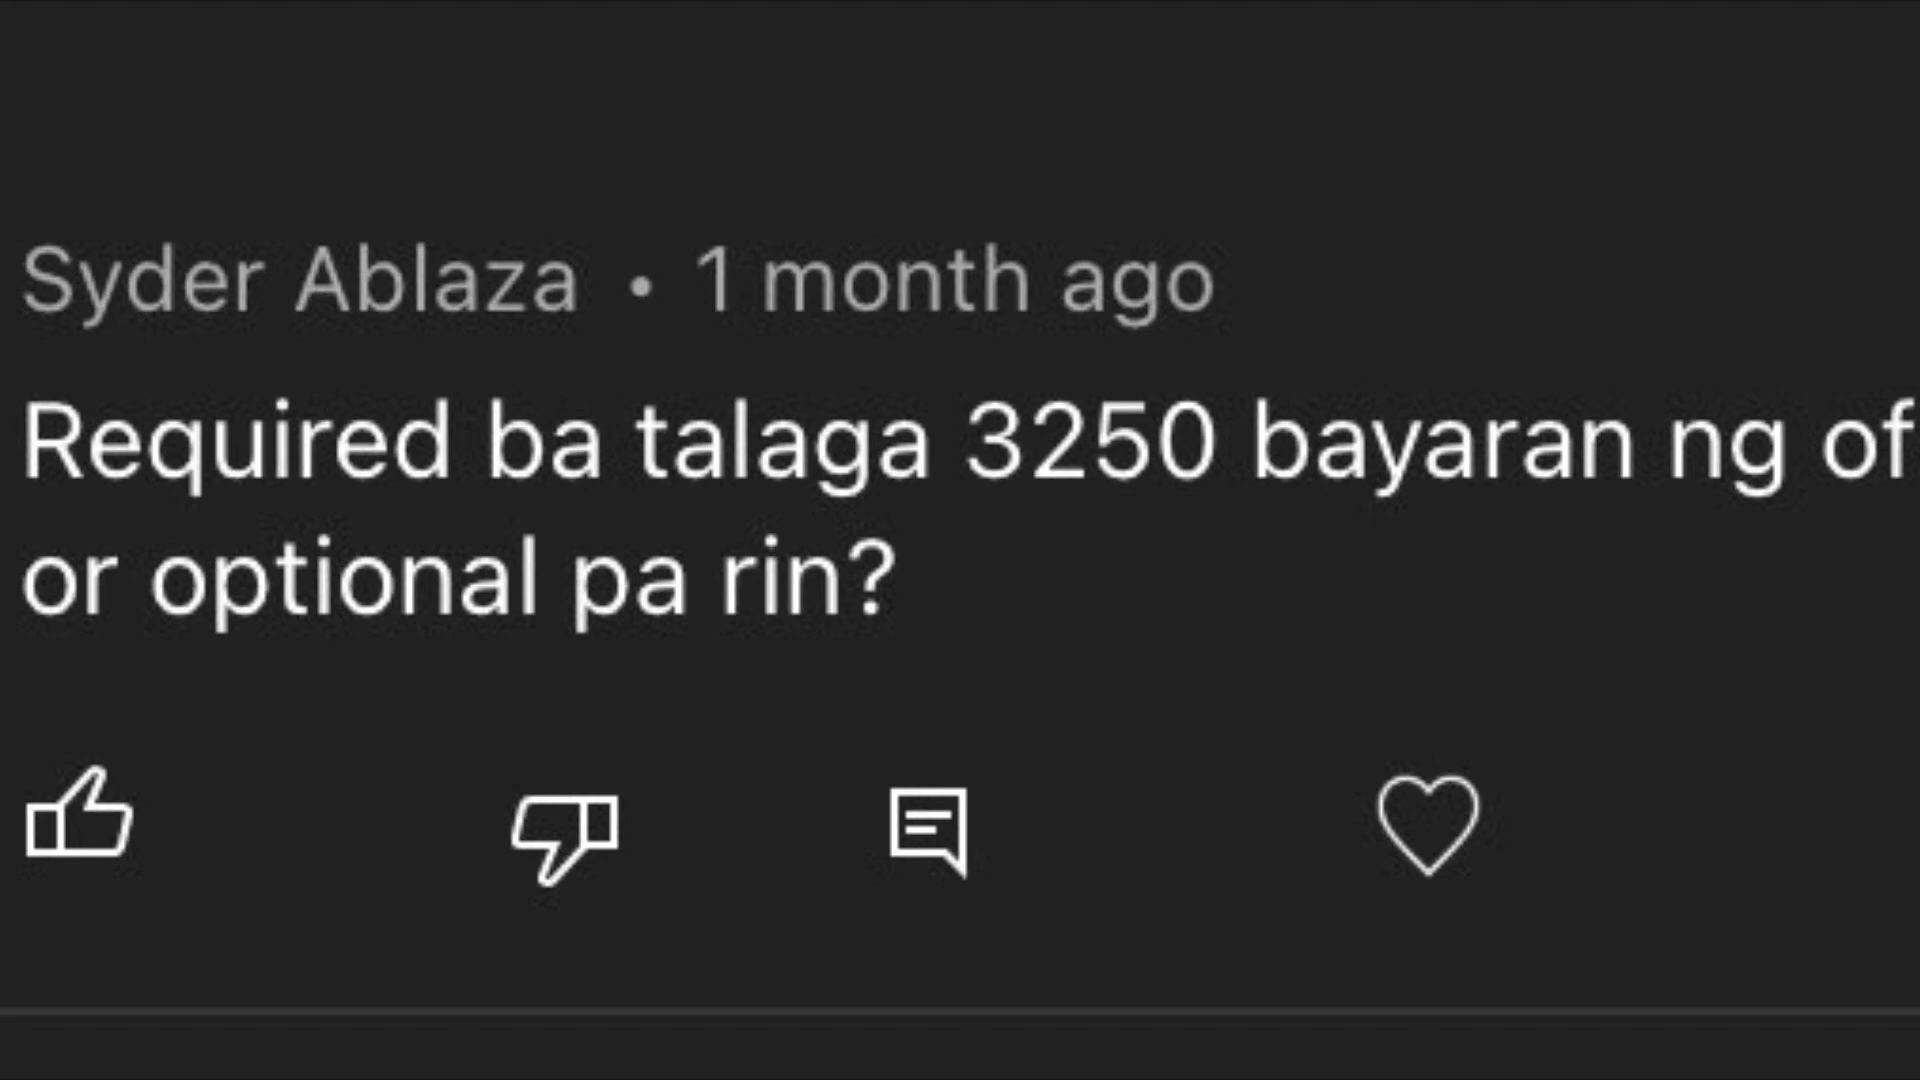 Syder Ablaza • 1 month ago
Required ba talaga 3250 bayaran ng of
or optional pa rin?